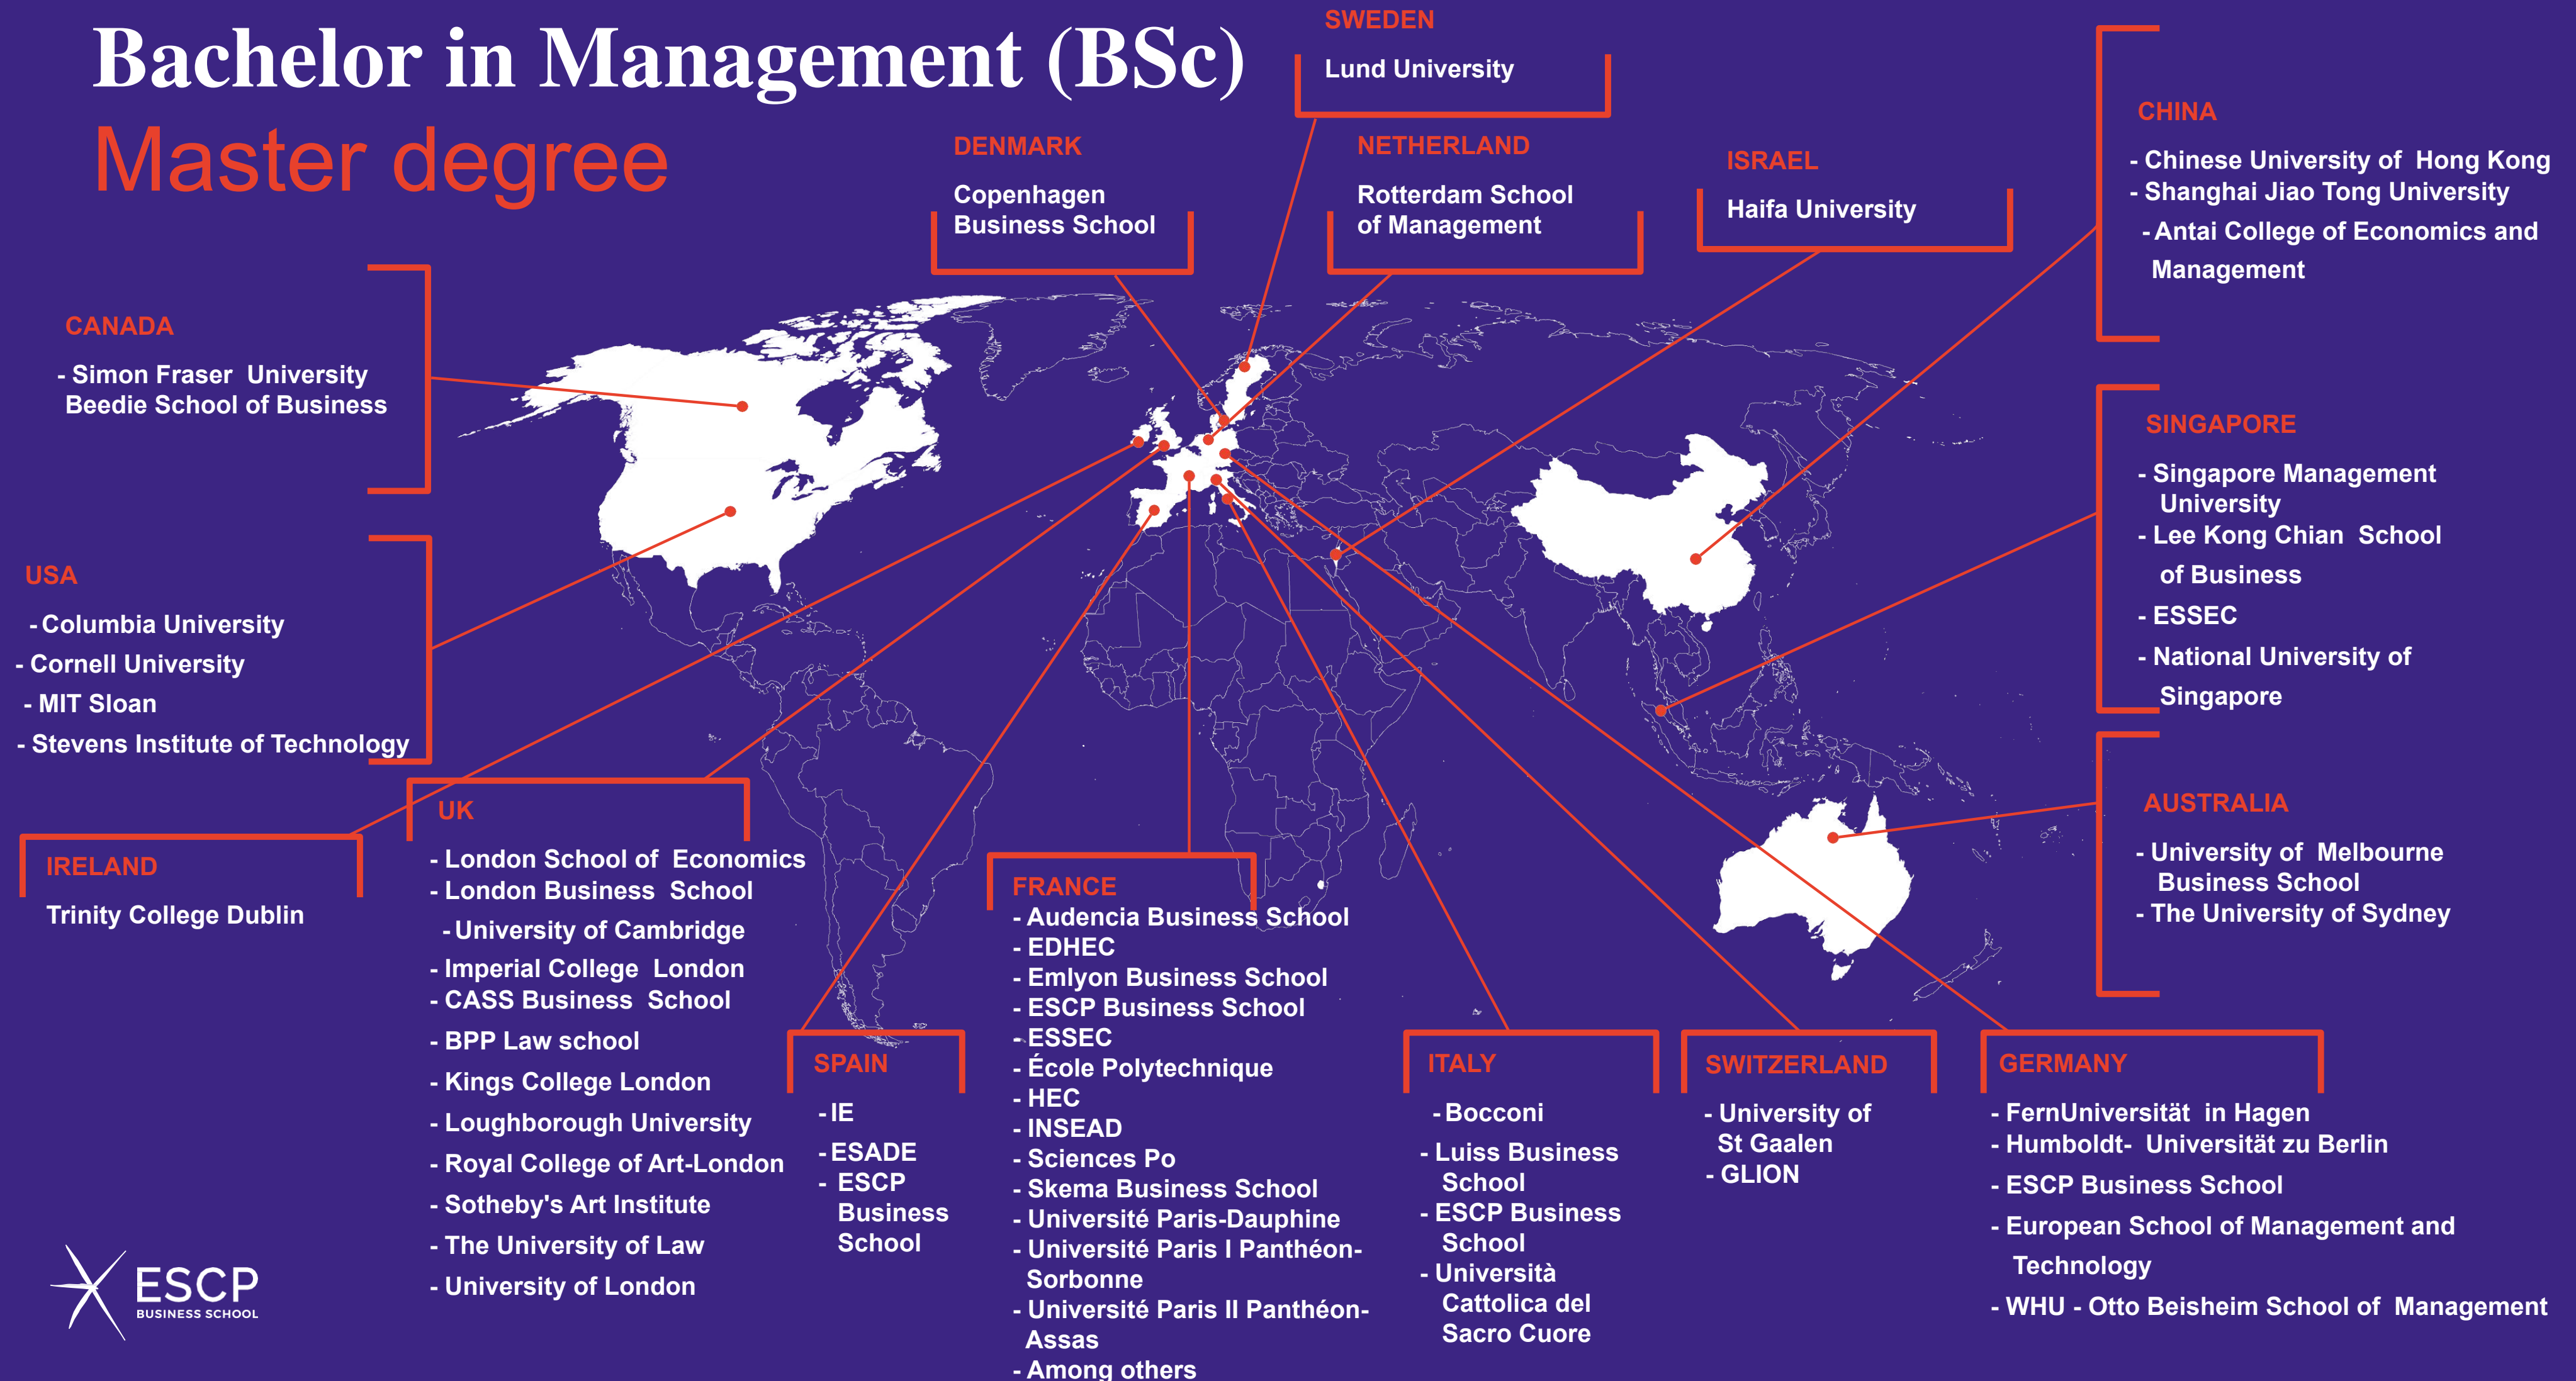 Bachelor in Management (BSc)
Master degree
SWEDEN
Lund University
DENMARK
Copenhagen
Business School
NETHERLAND
Rotterdam School
of Management
ISRAEL
Haifa University
CHINA
- Chinese University of Hong Kong
- Shanghai Jiao Tong University
- Antai College of Economics and
Management
CANADA
- Simon Fraser University
Beedie School of Business
SINGAPORE
- Singapore Management
University
- Lee Kong Chian School
of Business
- ESSEC
- National University of
Singapore
USA
- Columbia University
- Cornell University
- MIT Sloan
- Stevens Institute of Technology
AUSTRALIA
- University of Melbourne
Business School
- The University of Sydney
IRELAND
Trinity College Dublin
UK
- London School of Economics
- London Business School
- University of Cambridge
- Imperial College London
- CASS Business School
- BPP Law school
- Kings College London
- Loughborough University
- Royal College of Art-London
- Sotheby's Art Institute
- The University of Law
- University of London
SPAIN
- IE
- ESADE
- ESCP
Business
School
FRANCE
- Audencia Business School
- EDHEC
- Emlyon Business School
- ESCP Business School
- ESSEC
- École Polytechnique
- HEC
- INSEAD
- Sciences Po
- Skema Business School
- Université Paris-Dauphine
- Université Paris I Panthéon-
Sorbonne
- Université Paris II Panthéon-
Assas
- Among others
ITALY
- Bocconi
- Luiss Business
School
- ESCP Business
School
- Università
Cattolica del
Sacro Cuore
SWITZERLAND
- University of
St Gaalen
- GLION
GERMANY
- FernUniversität in Hagen
- Humboldt- Universität zu Berlin
- ESCP Business School
- European School of Management and
Technology
- WHU - Otto Beisheim School of Management
ESCP
BUSINESS SCHOOL